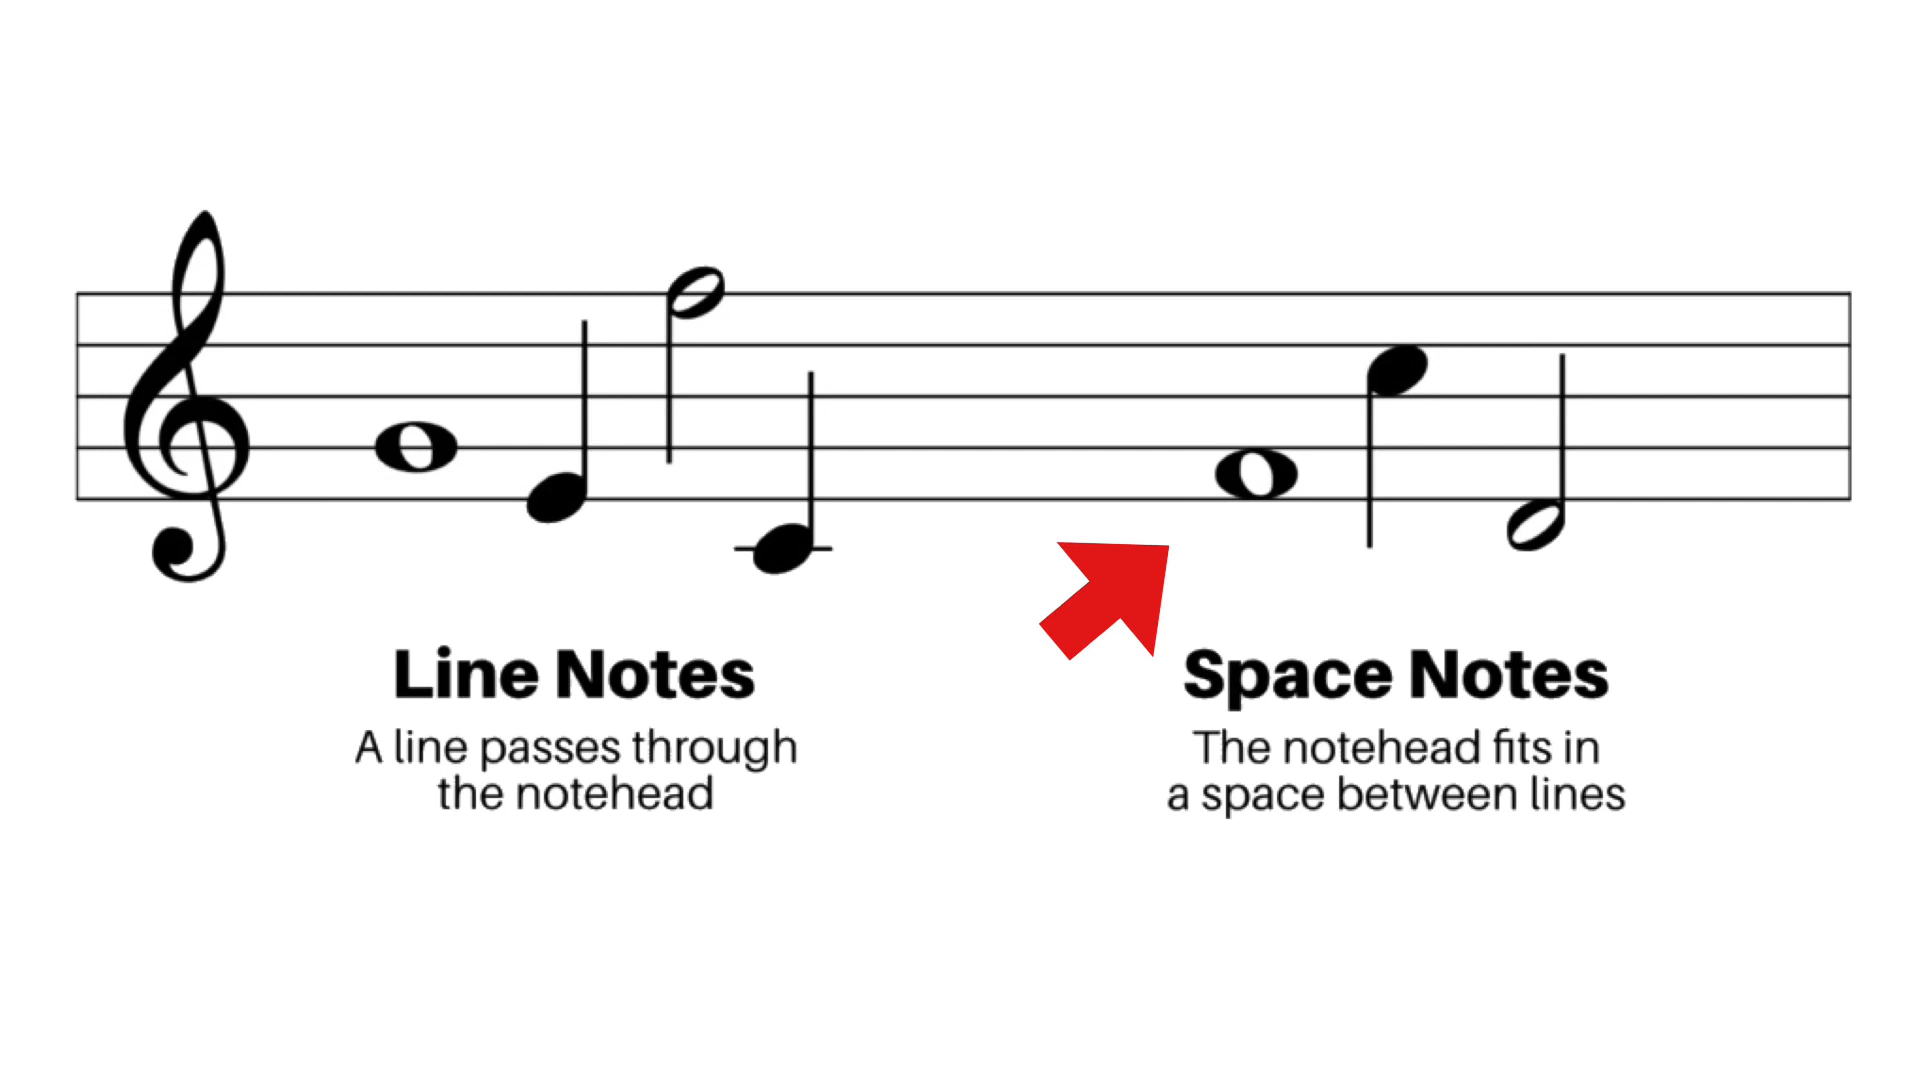 Line Notes
A line passes through
the notehead
Space Notes
The notehead fits in
a space between lines